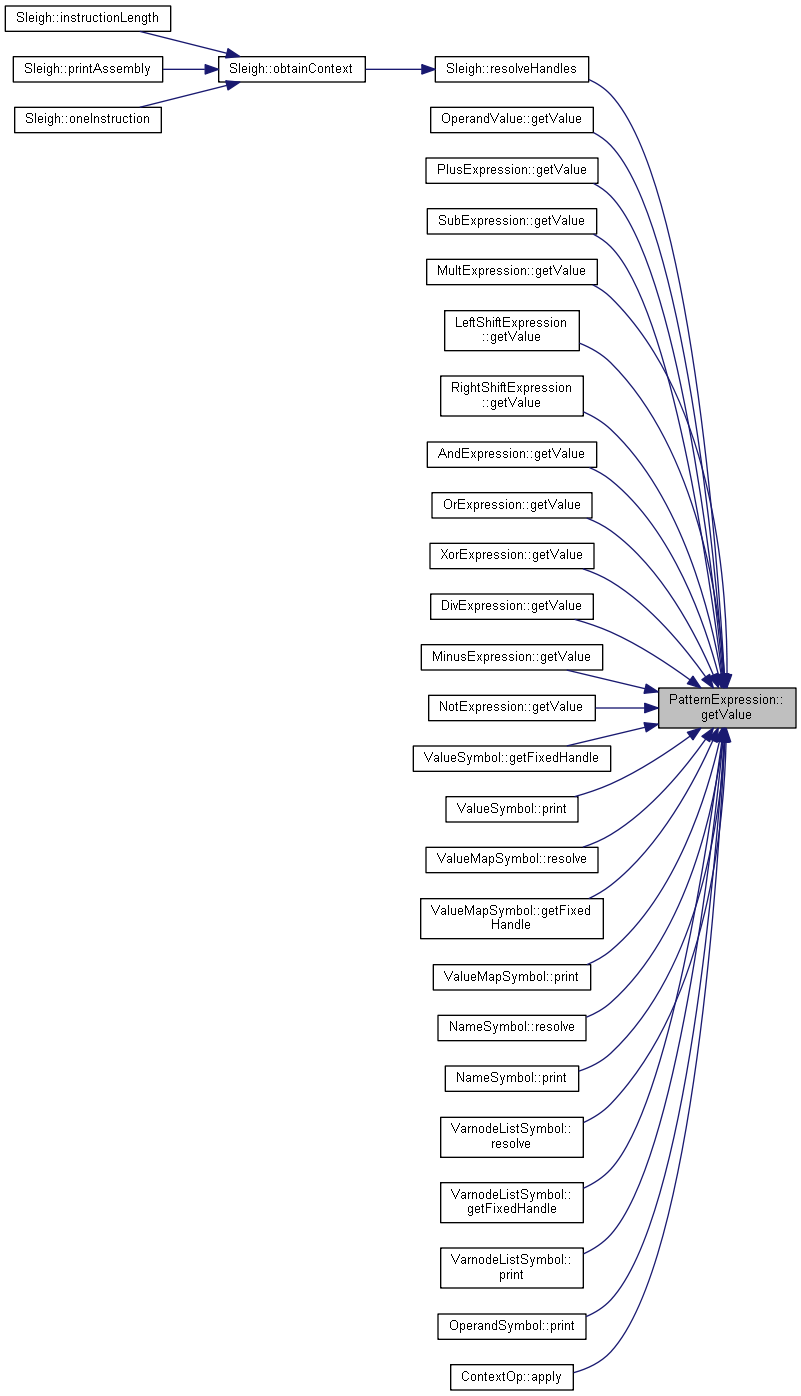 Sleigh::instructionLength
Sleigh::printAssembly
Sleigh::oneInstruction
Sleigh::obtainContext
Sleigh::resolveHandles
OperandValue::getValue
PlusExpression::getValue
SubExpression::getValue
MultExpression::getValue
LeftShiftExpression
::getValue
RightShiftExpression
::getValue
AndExpression::getValue
OrExpression::getValue
XorExpression::getValue
DivExpression::getValue
MinusExpression::getValue
NotExpression::getValue
ValueSymbol::getFixedHandle
ValueSymbol::print
ValueMapSymbol::resolve
ValueMapSymbol::getFixed
Handle
ValueMapSymbol::print
NameSymbol::resolve
NameSymbol::print
VarnodeListSymbol::
resolve
VarnodeListSymbol::
getFixedHandle
VarnodeListSymbol::
print
OperandSymbol::print
ContextOp::apply
PatternExpression::
getValue